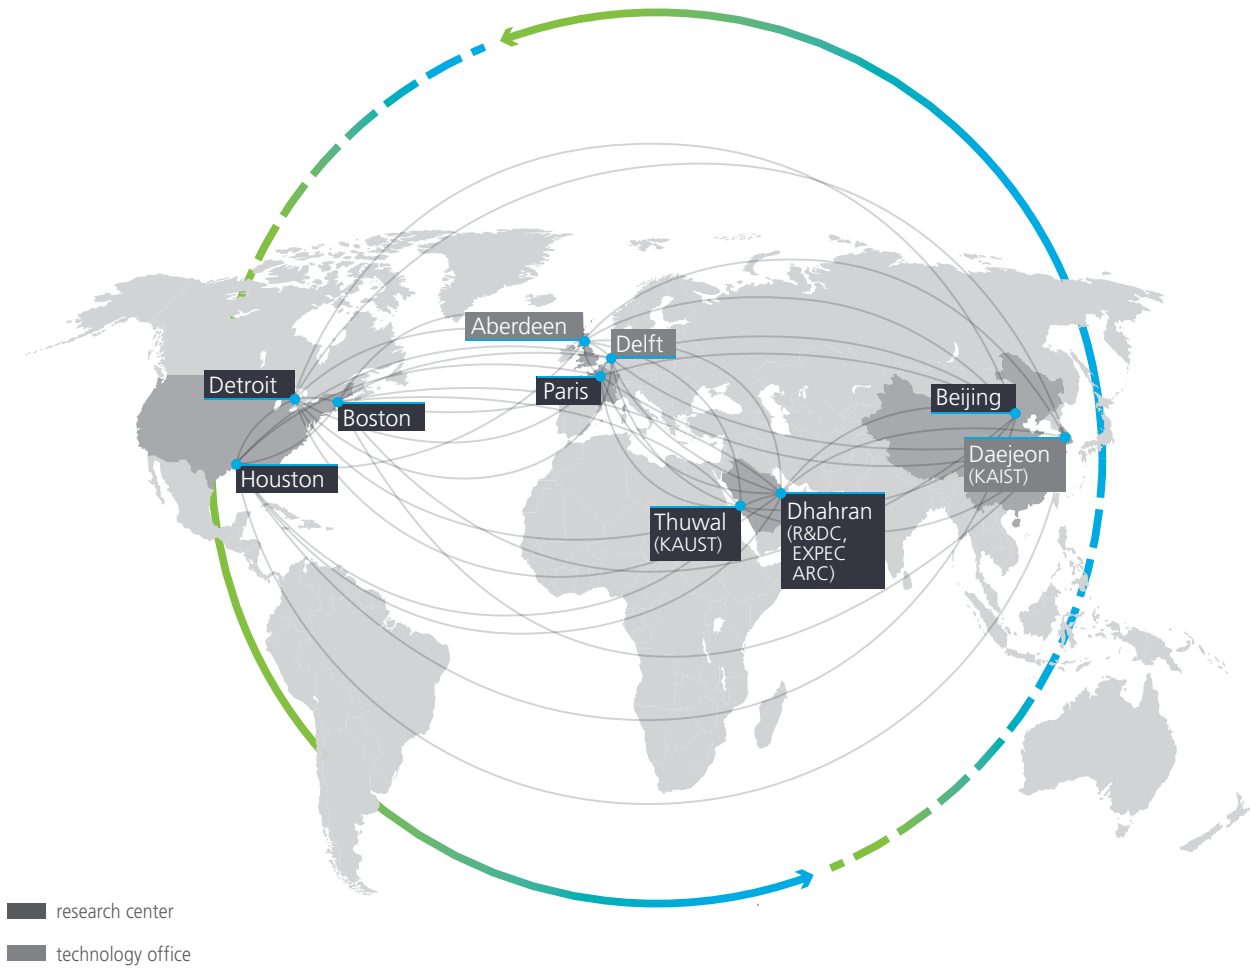 Aberdeen
Delft
Detroit
Paris
Beijing
Boston
Daejeon
(KAIST)
Houston
Thuwal
(KAUST)
Dhahran
(R&DC,
EXPEC
ARC)
research center
technology office